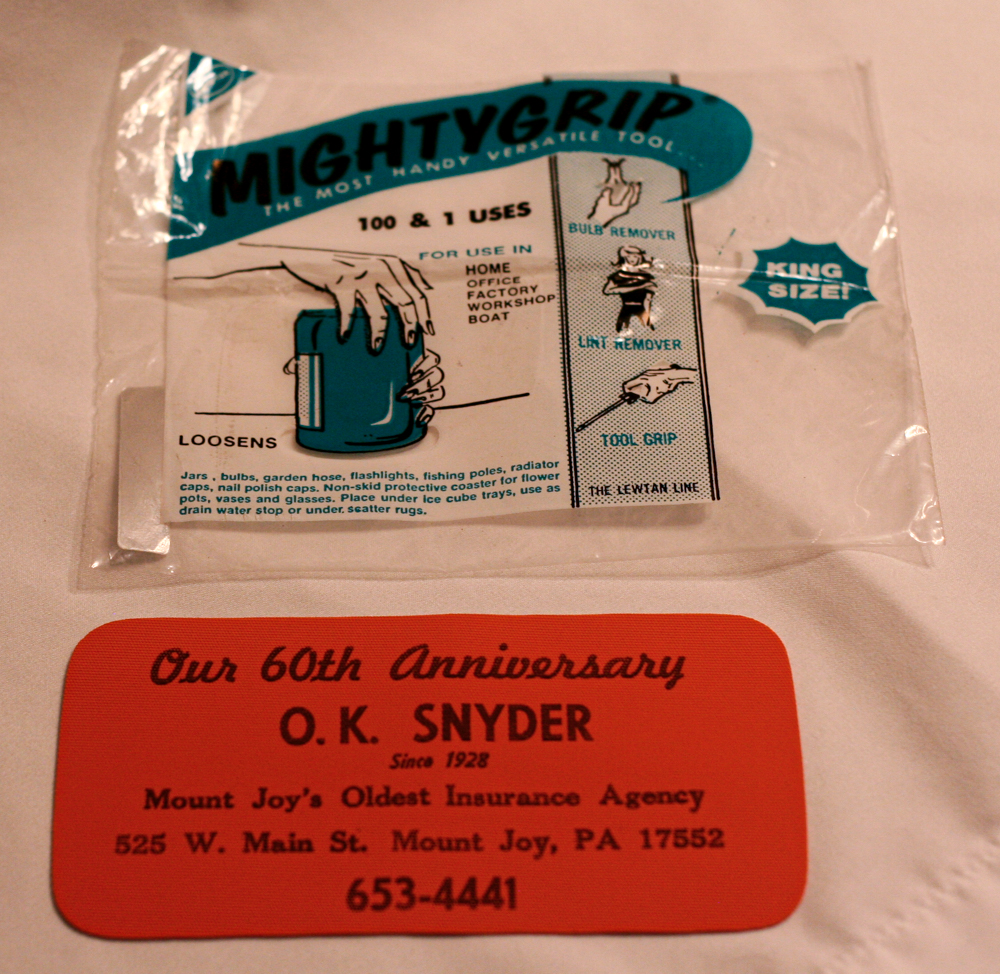 MIGHTYGRIP
THE MOST HANDY VERSATILE TOOL
100 & 1 USES
FOR USE IN
HOME
OFFICE
FACTORY
WORKSHOP
BOAT
LOOSENS
Jars , bulbs, garden hose, flashlights, fishing poles, radiator
caps, nail polish caps. Non-skid protective coaster for flower
pots, vases and glasses. Place under ice cube trays, use as
drain water stop or under scatter rugs.
BULB REMOVER
LINT REMOVER
TOOL GRIP
THE LEWTAN LINE
KING
SIZE!
Our 60th Anniversary
O. K. SNYDER
Since 1928
Mount Joy's Oldest Insurance Agency
525 W. Main St. Mount Joy, PA 17552
653-4441